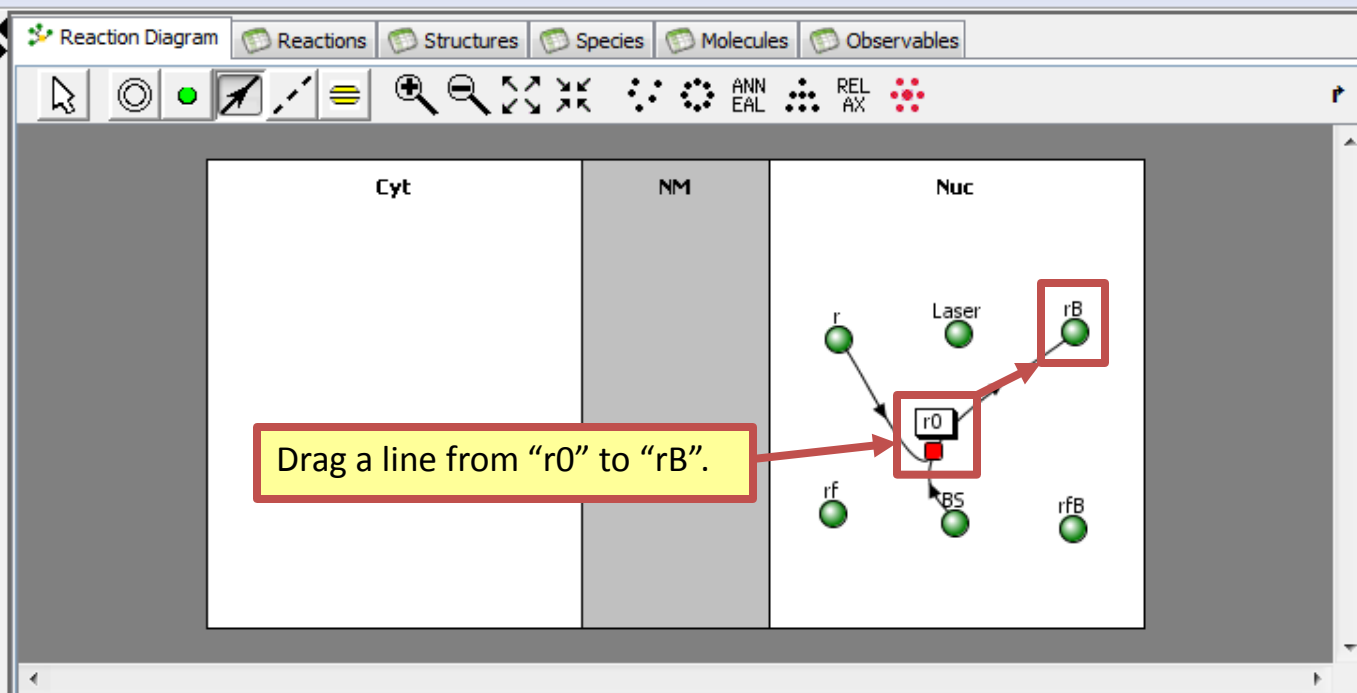 Reaction Diagram Reactions Structures Species Molecules Observables
ANN
EAL
REL
AX
Cyt NM Nuc
r Laser rB
r0
Drag a line from “r0” to “rB”.
rf BS rfB